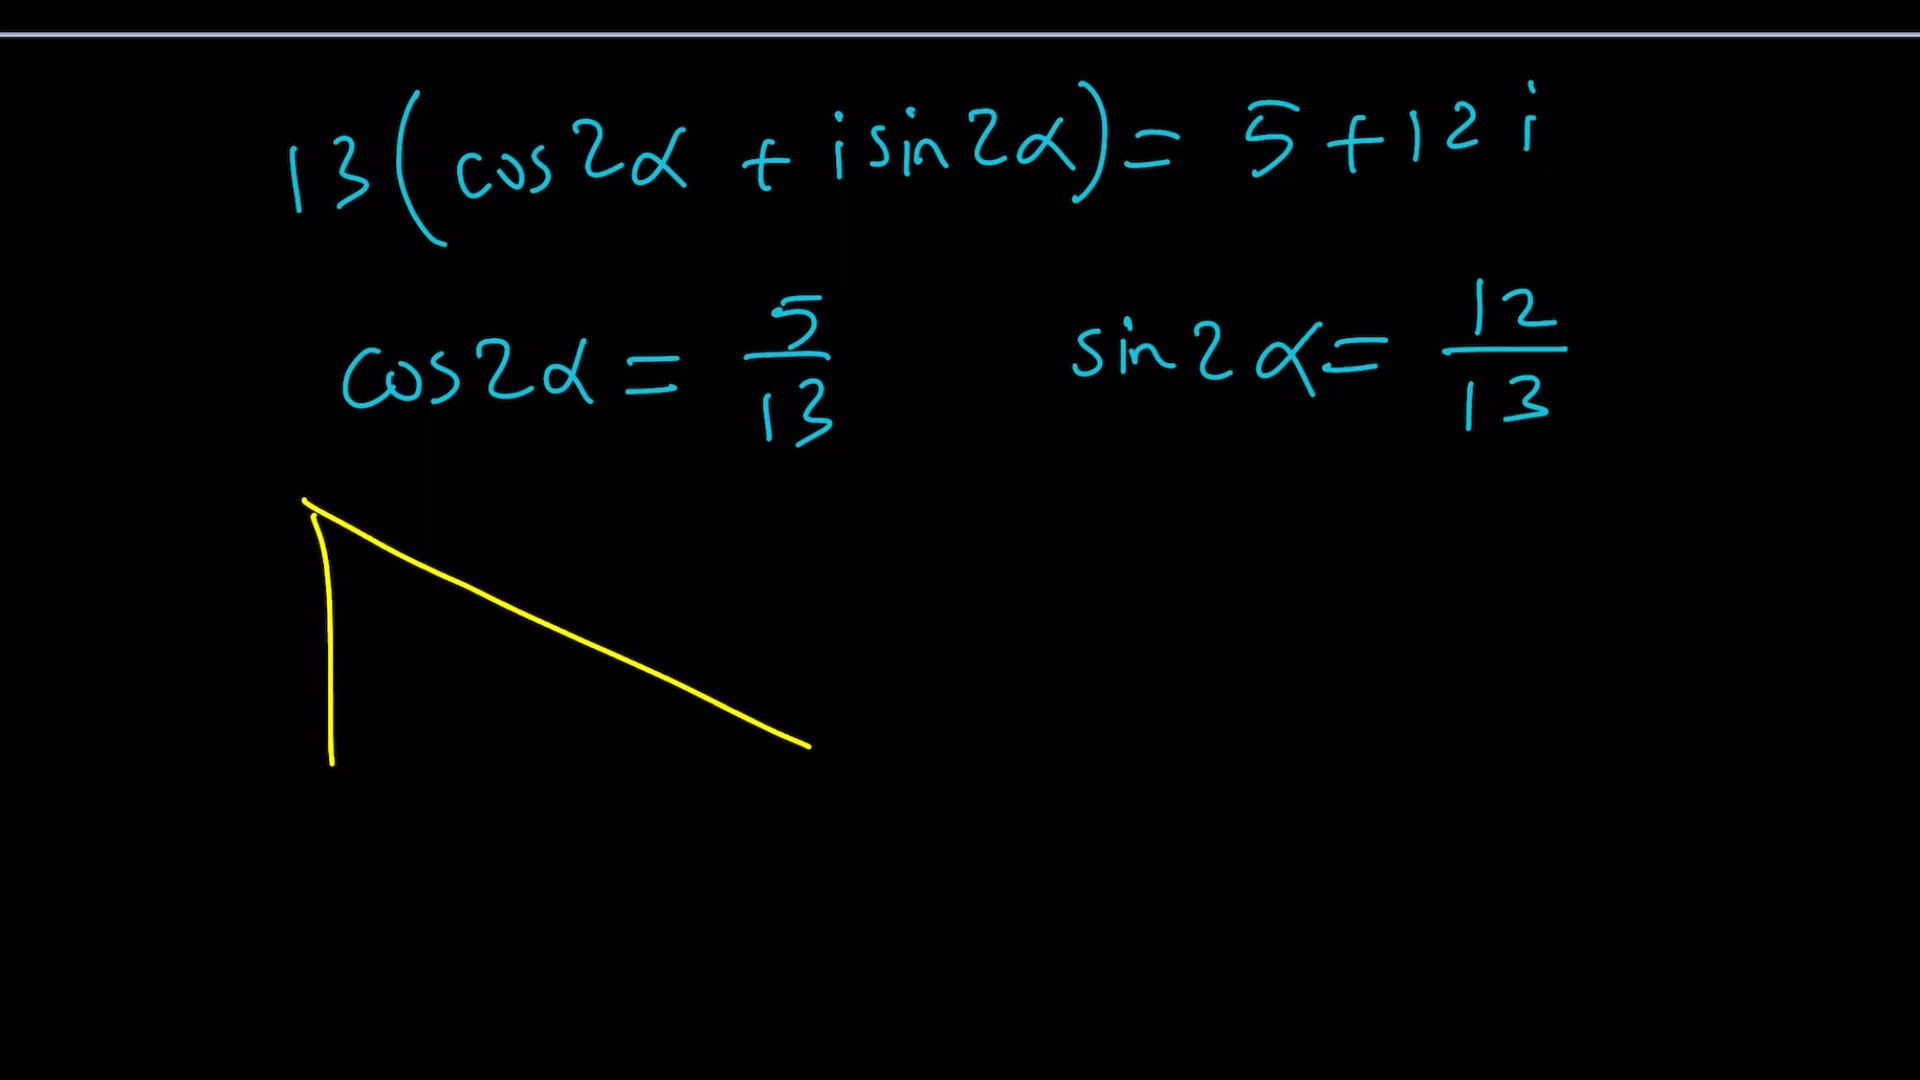 13(cos2α + isin2α) = 5+12i
cos2α = 5/13 sin2α = 12/13